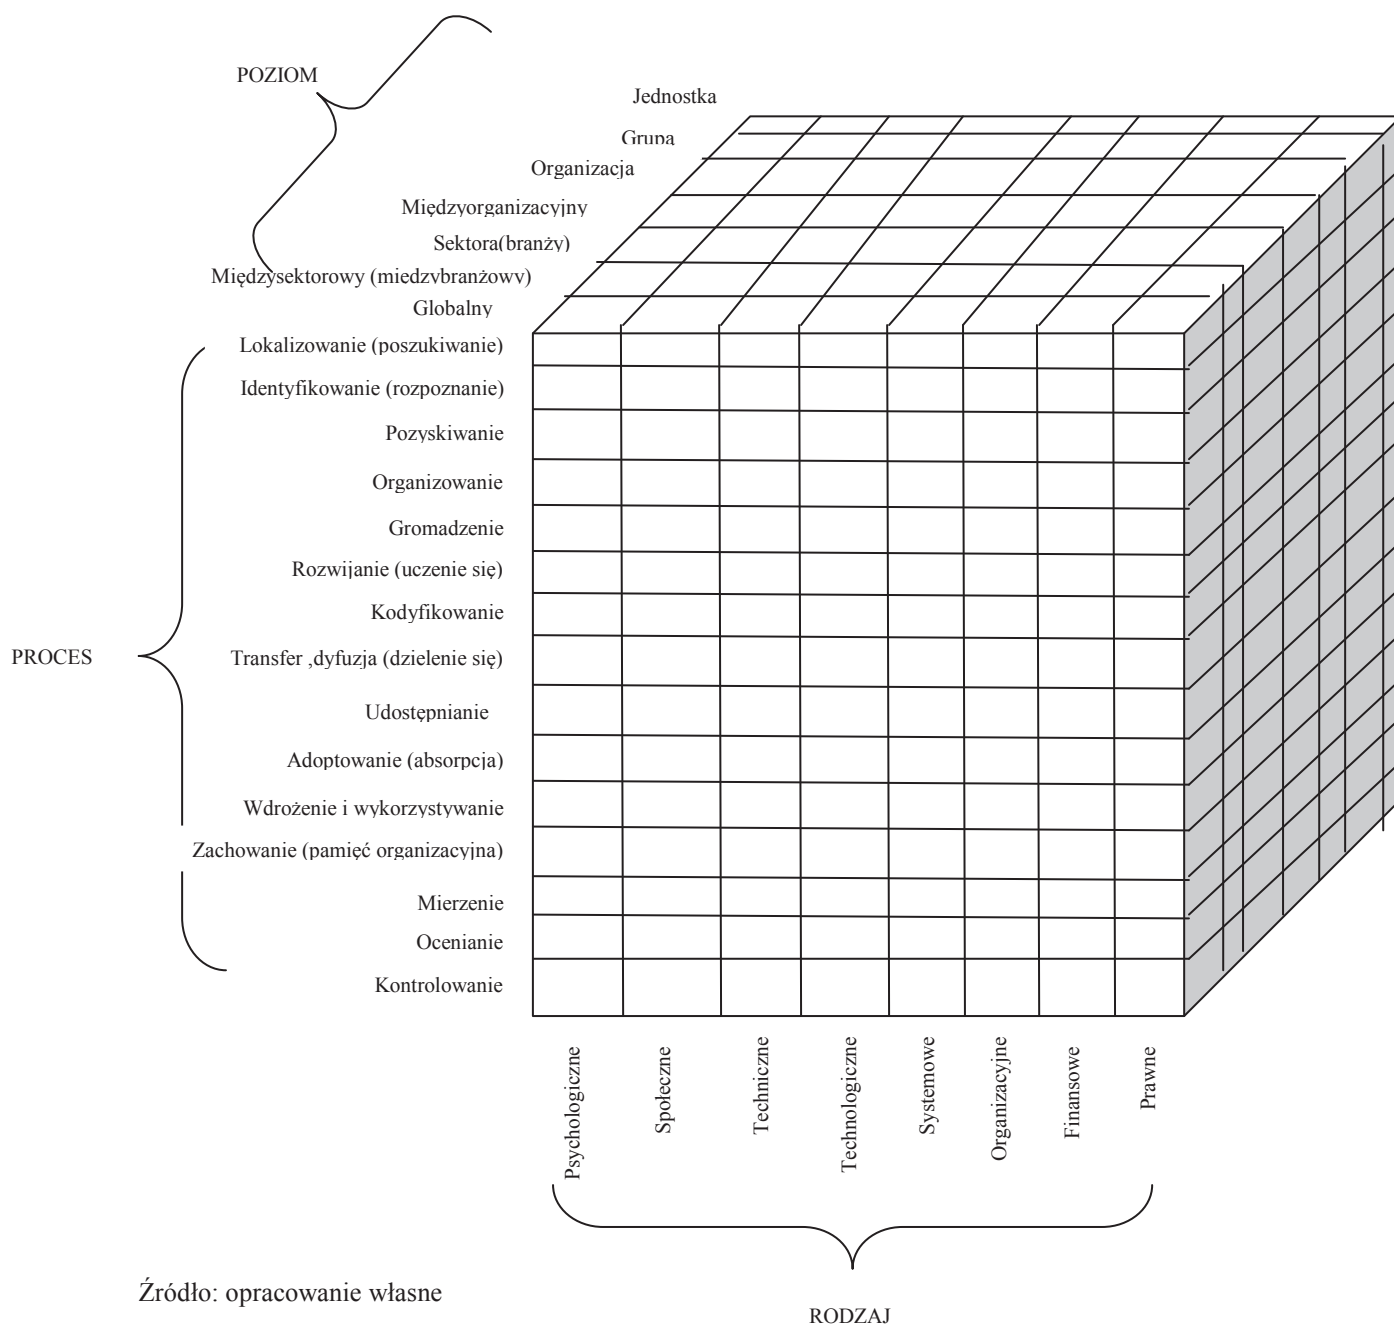 POZIOM
Jednostka
Grupa
Organizacja
Międzyorganizacyjny
Sektora(branży)
Międzysektorowy (międzybranżowy)
Globalny
Lokalizowanie (poszukiwanie)
Identyfikowanie (rozpoznanie)
Pozyskiwanie
Organizowanie
Gromadzenie
Rozwijanie (uczenie się)
Kodyfikowanie
PROCES
Transfer ,dyfuzja (dzielenie się)
Udostępnianie
Adoptowanie (absorpcja)
Wdrożenie i wykorzystywanie
Zachowanie (pamięć organizacyjna)
Mierzenie
Ocenianie
Kontrolowanie
Psychologiczne
Społeczne
Techniczne
Technologiczne
Systemowe
Organizacyjne
Finansowe
Prawne
Źródło: opracowanie własne
RODZAJ